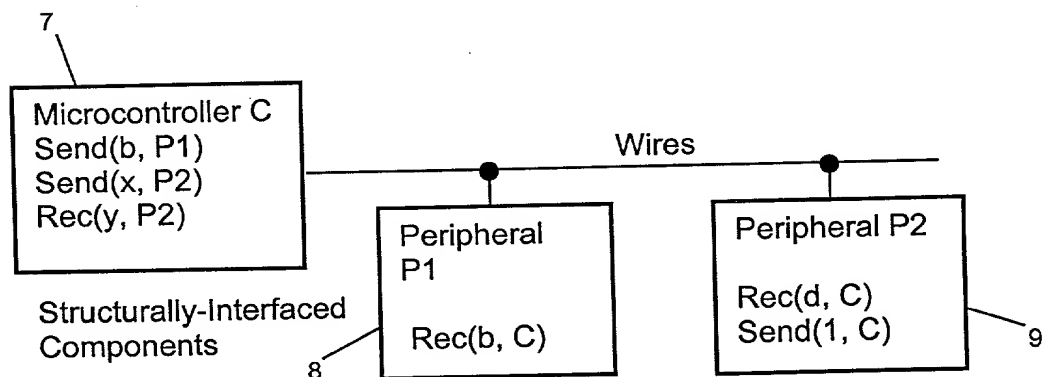 7
Microcontroller C
Send(b, P1)
Send(x, P2)
Rec(y, P2)
Wires
Peripheral
P1
Rec(b, C)
Peripheral P2
Rec(d, C)
Send(1, C)
Structurally-Interfaced
Components
8
9